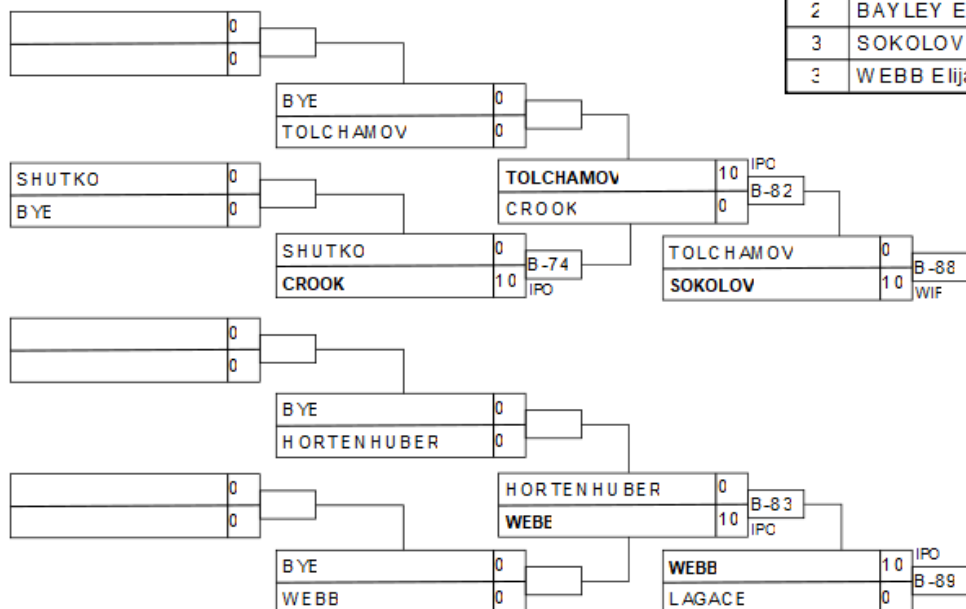 2 BAYLEY E
3 SOKOLOV
3 WEBB Elija
0
0
BYE 0
TOLCHAMOV 0
SHUTKO 0
BYE 0
TOLCHAMOV 10 IPO
B-82
CROOK 0
SHUTKO 0
B-74
CROOK 10 IPO
TOLCHAMOV 0
B-88
SOKOLOV 10 WIF
0
0
BYE 0
HORTENHUBER 0
0
0
HORTENHUBER 0
B-83
WEBB 10 IPO
BYE 0
WEBB 0
WEBB 10 IPO
B-89
LAGACE 0